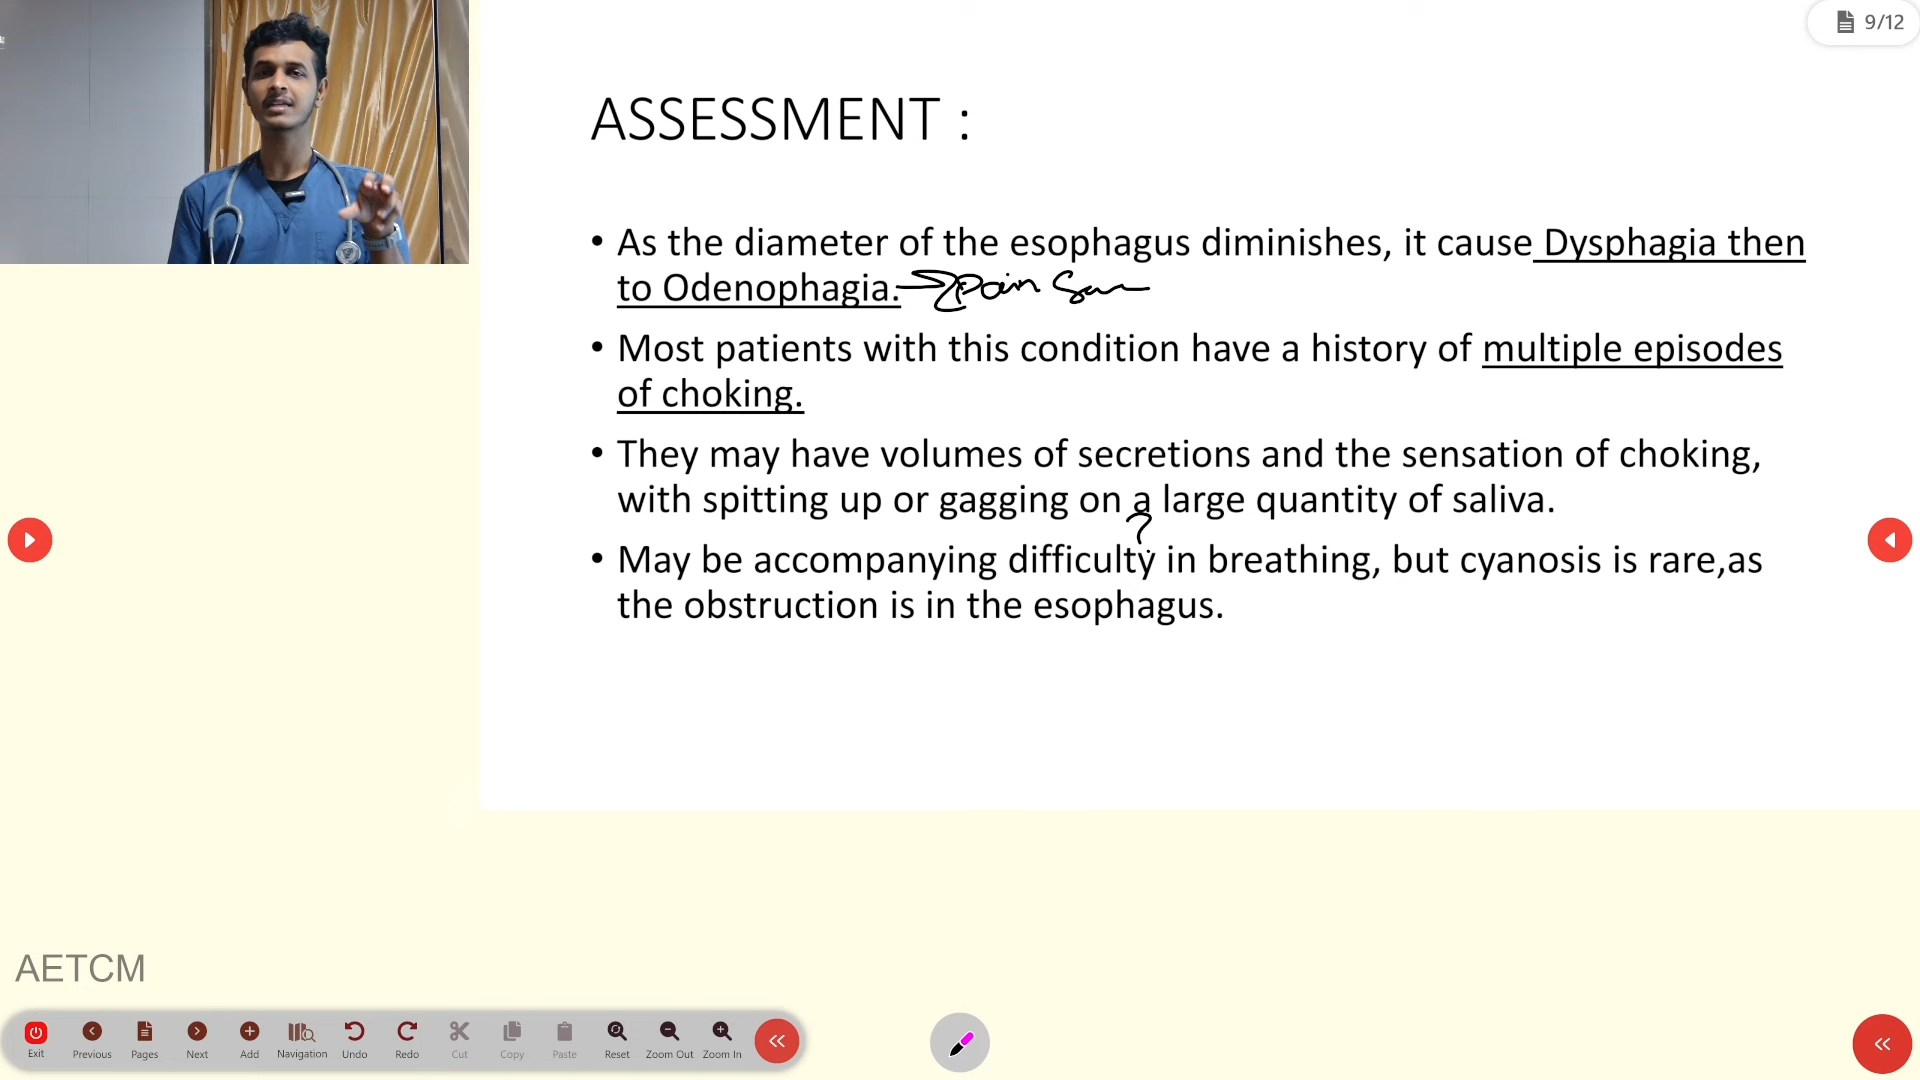 9/12
ASSESSMENT :
• As the diameter of the esophagus diminishes, it cause Dysphagia then
to Odenophagia. → Pain
• Most patients with this condition have a history of multiple episodes
of choking.
• They may have volumes of secretions and the sensation of choking,
with spitting up or gagging on a large quantity of saliva.
?
• May be accompanying difficulty in breathing, but cyanosis is rare,as
the obstruction is in the esophagus.
AETCM
Exit Previous Pages Next Add Navigation Undo Redo Cut Copy Paste Reset Zoom Out Zoom In